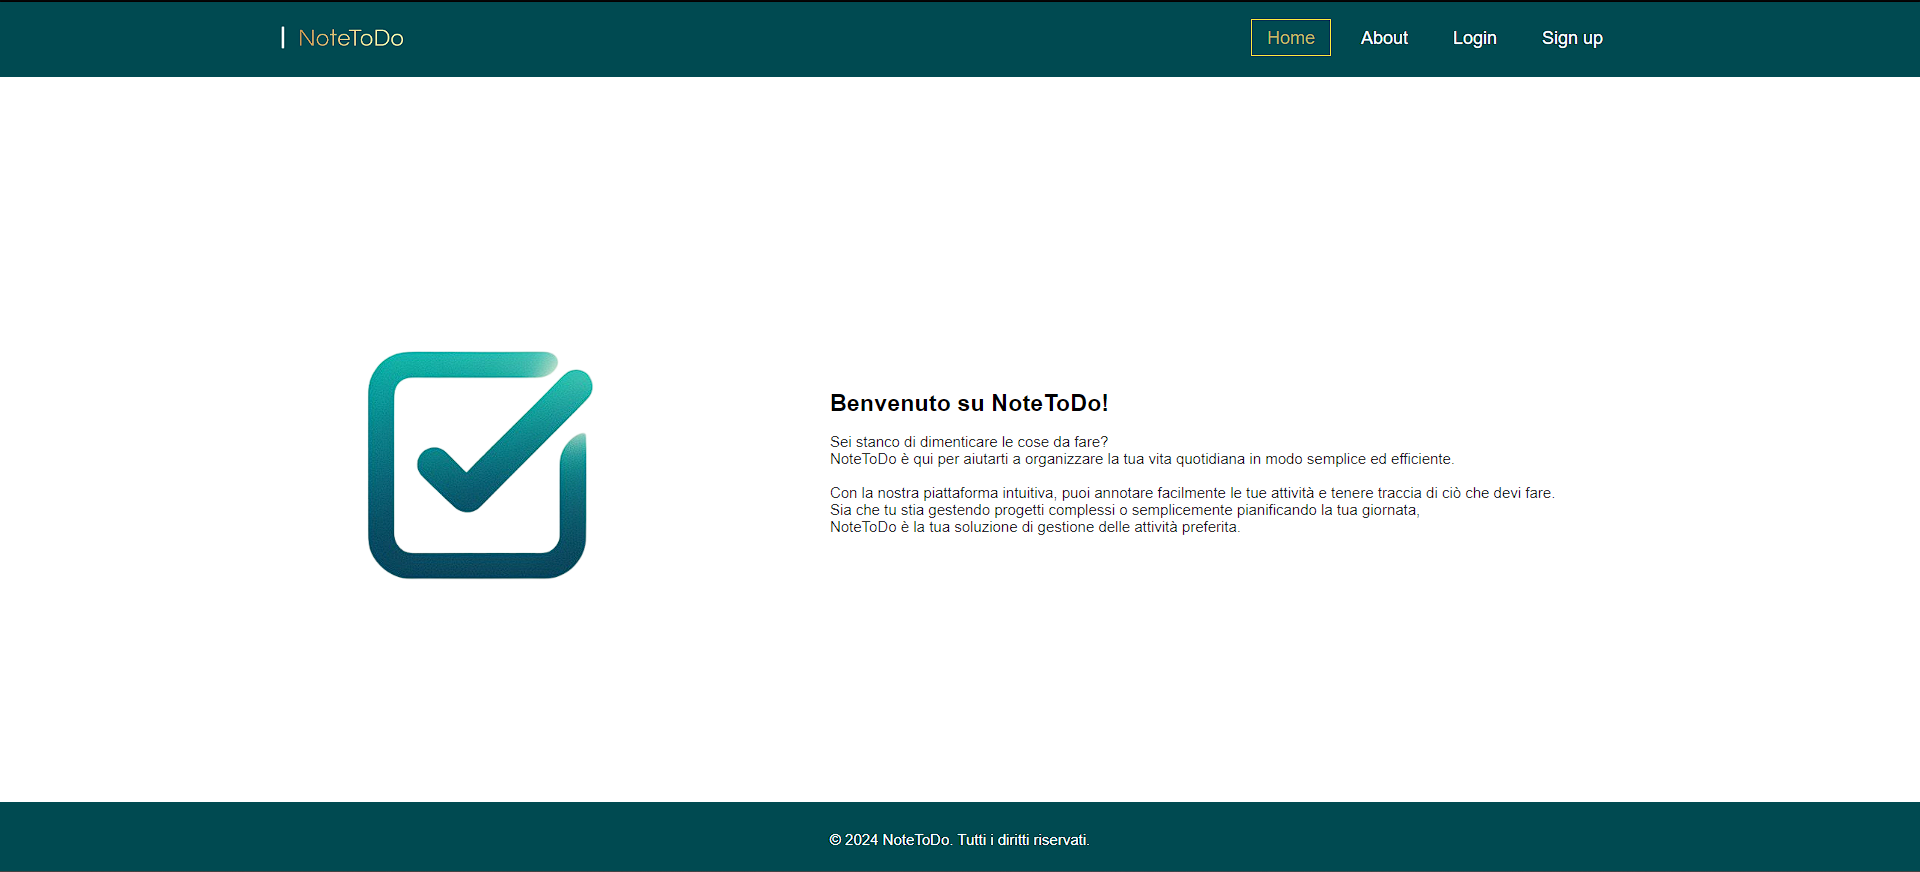 NoteToDo
Home About Login Sign up
Benvenuto su NoteToDo!
Sei stanco di dimenticare le cose da fare?
NoteToDo è qui per aiutarti a organizzare la tua vita quotidiana in modo semplice ed efficiente.
Con la nostra piattaforma intuitiva, puoi annotare facilmente le tue attività e tenere traccia di ciò che devi fare.
Sia che tu stia gestendo progetti complessi o semplicemente pianificando la tua giornata,
NoteToDo è la tua soluzione di gestione delle attività preferita.
© 2024 NoteToDo. Tutti i diritti riservati.